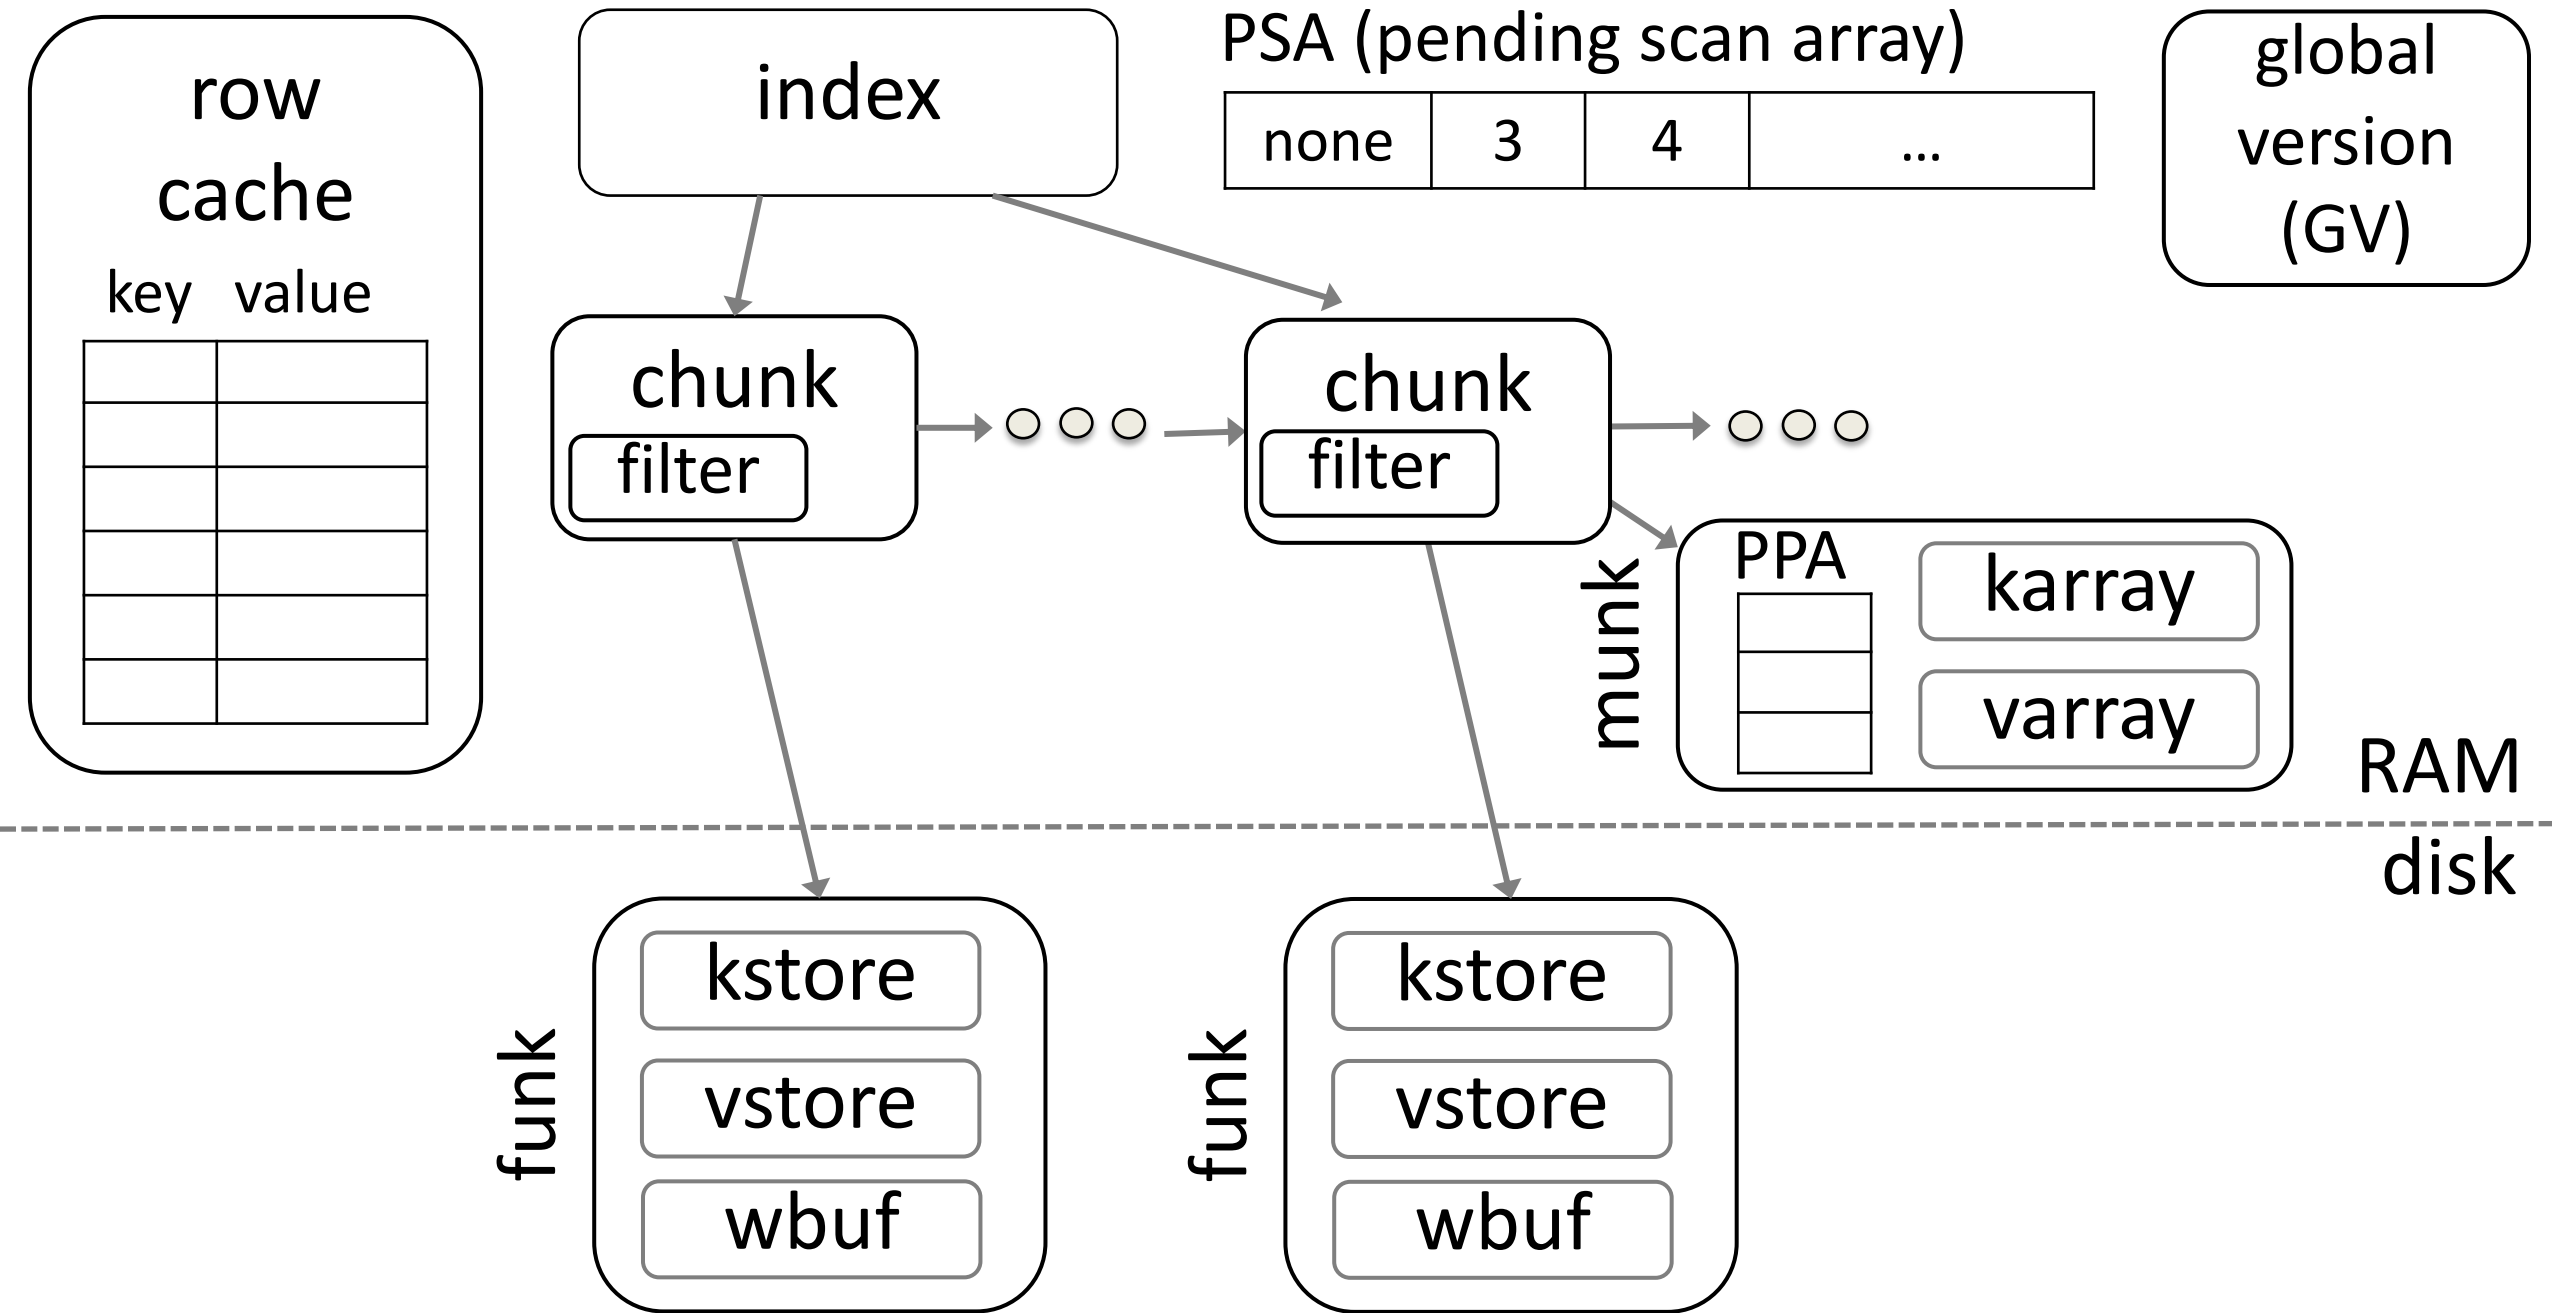 row
cache
key value
index
PSA (pending scan array)
none 3 4 ...
global
version
(GV)
chunk
filter
chunk
filter
munk
PPA
karray
varray
RAM
disk
funk
kstore
vstore
wbuf
funk
kstore
vstore
wbuf